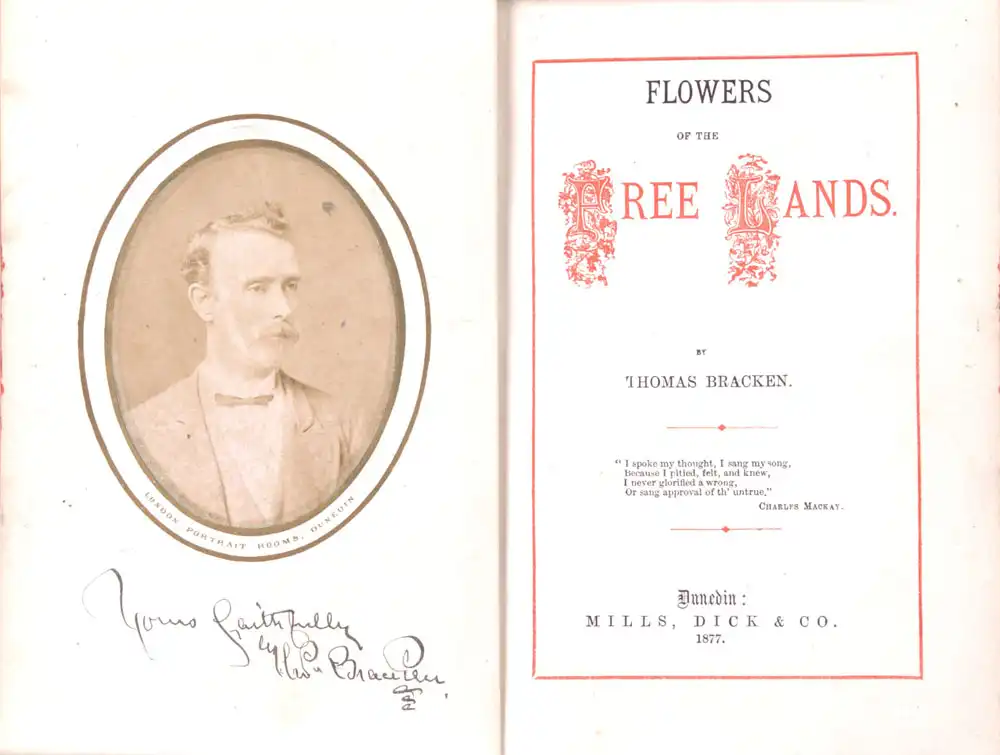 LONDON PORTRAIT ROOMS, DUNEDIN
Yours faithfully
Thos Bracken
FLOWERS
OF THE
FREE LANDS.
BY
THOMAS BRACKEN.
"I spoke my thought, I sang my song,
Because I pitied, felt, and knew,
I never glorified a wrong,
Or sang approval of th' untrue."
CHARLES MACKAY.
Dunedin:
MILLS, DICK & CO.
1877.